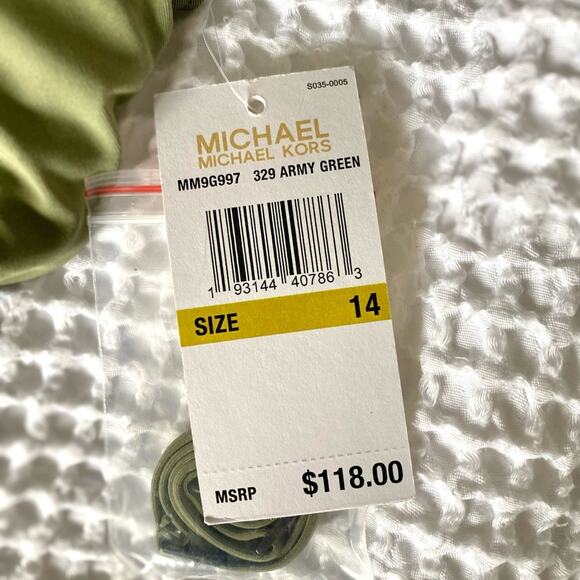 S035-0005
MICHAEL
MICHAEL KORS
MM9G997 329 ARMY GREEN
1 93144 40786 3
SIZE 14
MSRP $118.00